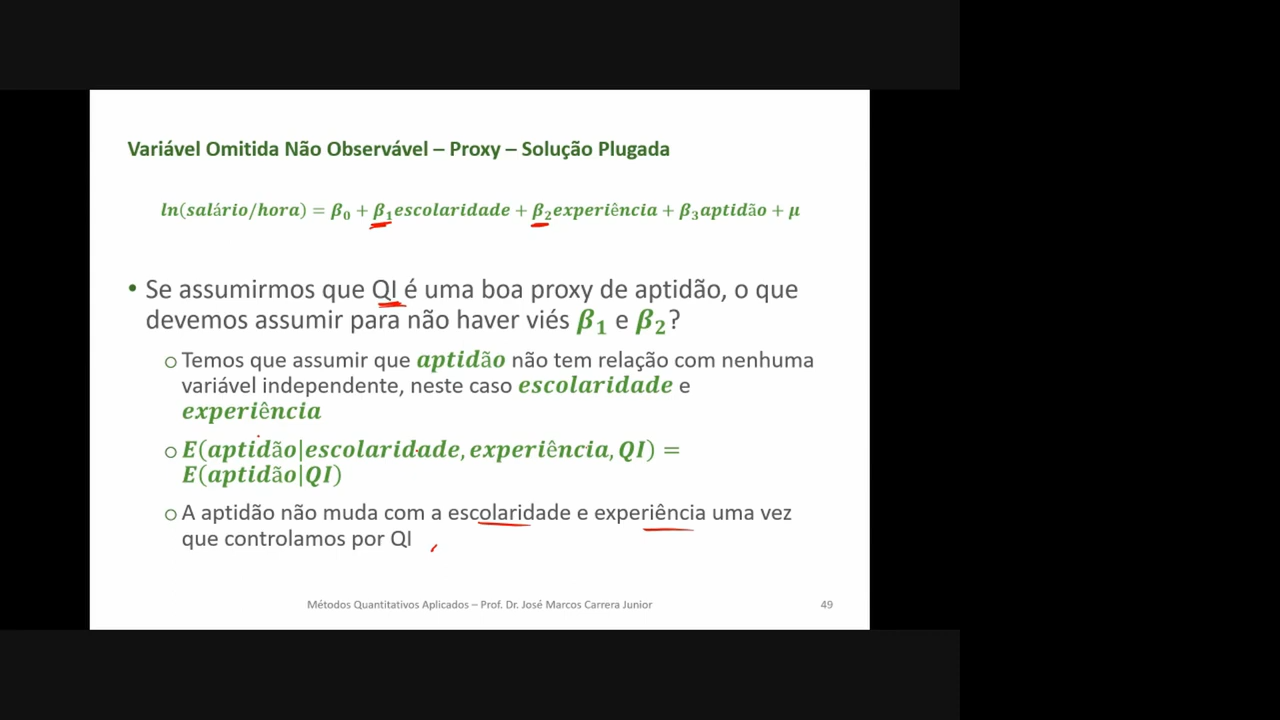 Variável Omitida Não Observável – Proxy – Solução Plugada
ln(salário/hora) = β₀ + β₁escolaridade + β₂experiência + β₃aptidão + μ
• Se assumirmos que QI é uma boa proxy de aptidão, o que
devemos assumir para não haver viés β₁ e β₂?
o Temos que assumir que aptidão não tem relação com nenhuma
variável independente, neste caso escolaridade e
experiência
o E(aptidão|escolaridade, experiência, QI) =
E(aptidão|QI)
o A aptidão não muda com a escolaridade e experiência uma vez
que controlamos por QI
Métodos Quantitativos Aplicados – Prof. Dr. José Marcos Carrera Junior
49